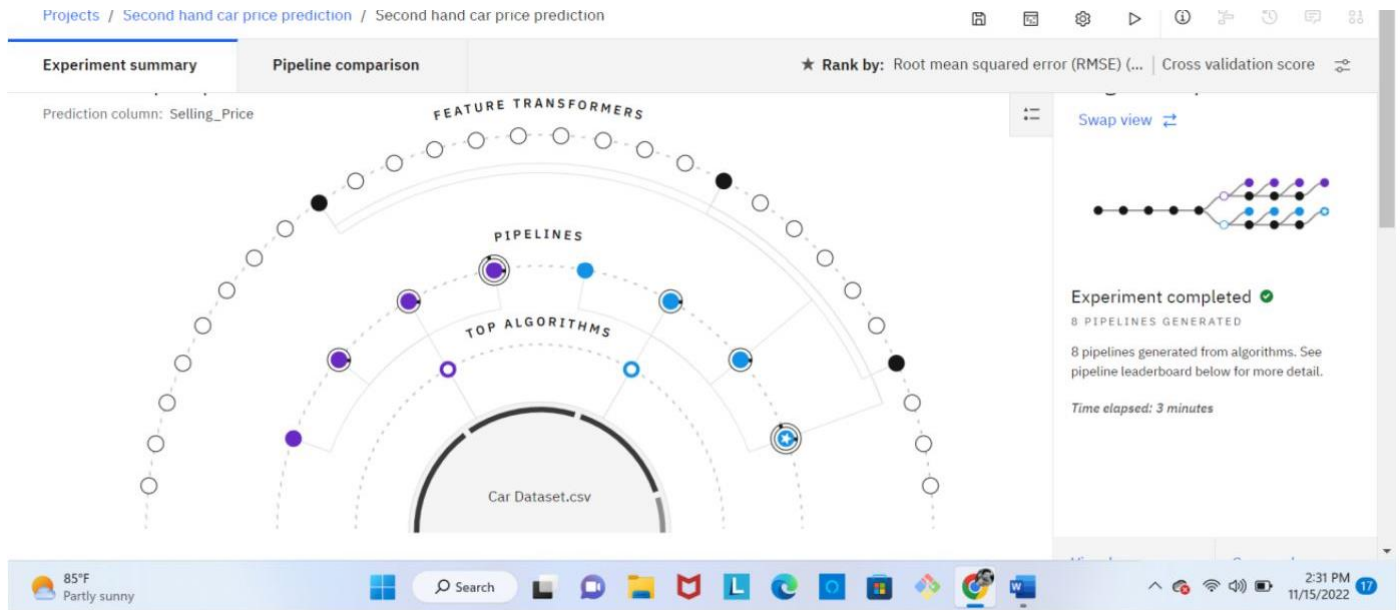 Projects / Second hand car price prediction / Second hand car price prediction
Experiment summary
Pipeline comparison
Rank by: Root mean squared error (RMSE) (... | Cross validation score
Prediction column: Selling_Price
FEATURE TRANSFORMERS
PIPELINES
TOP ALGORITHMS
Car Dataset.csv
Swap view
Experiment completed
8 PIPELINES GENERATED
8 pipelines generated from algorithms. See
pipeline leaderboard below for more detail.
Time elapsed: 3 minutes
85°F
Partly sunny
Search
L
2:31 PM
11/15/2022
17